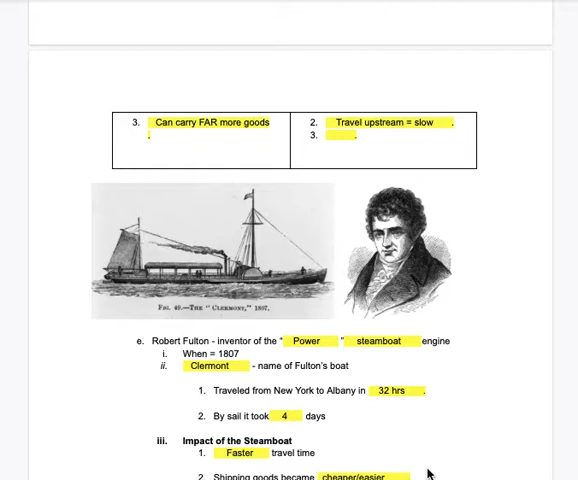 3. Can carry FAR more goods
.
2. Travel upstream = slow .
3. .
FIG. 49.—THE "CLERMONT," 1807.
e. Robert Fulton - inventor of the " Power " steamboat engine
i. When = 1807
ii. Clermont - name of Fulton's boat
1. Traveled from New York to Albany in 32 hrs .
2. By sail it took 4 days
iii. Impact of the Steamboat
1. Faster travel time
2. Shipping goods became cheaper/easier